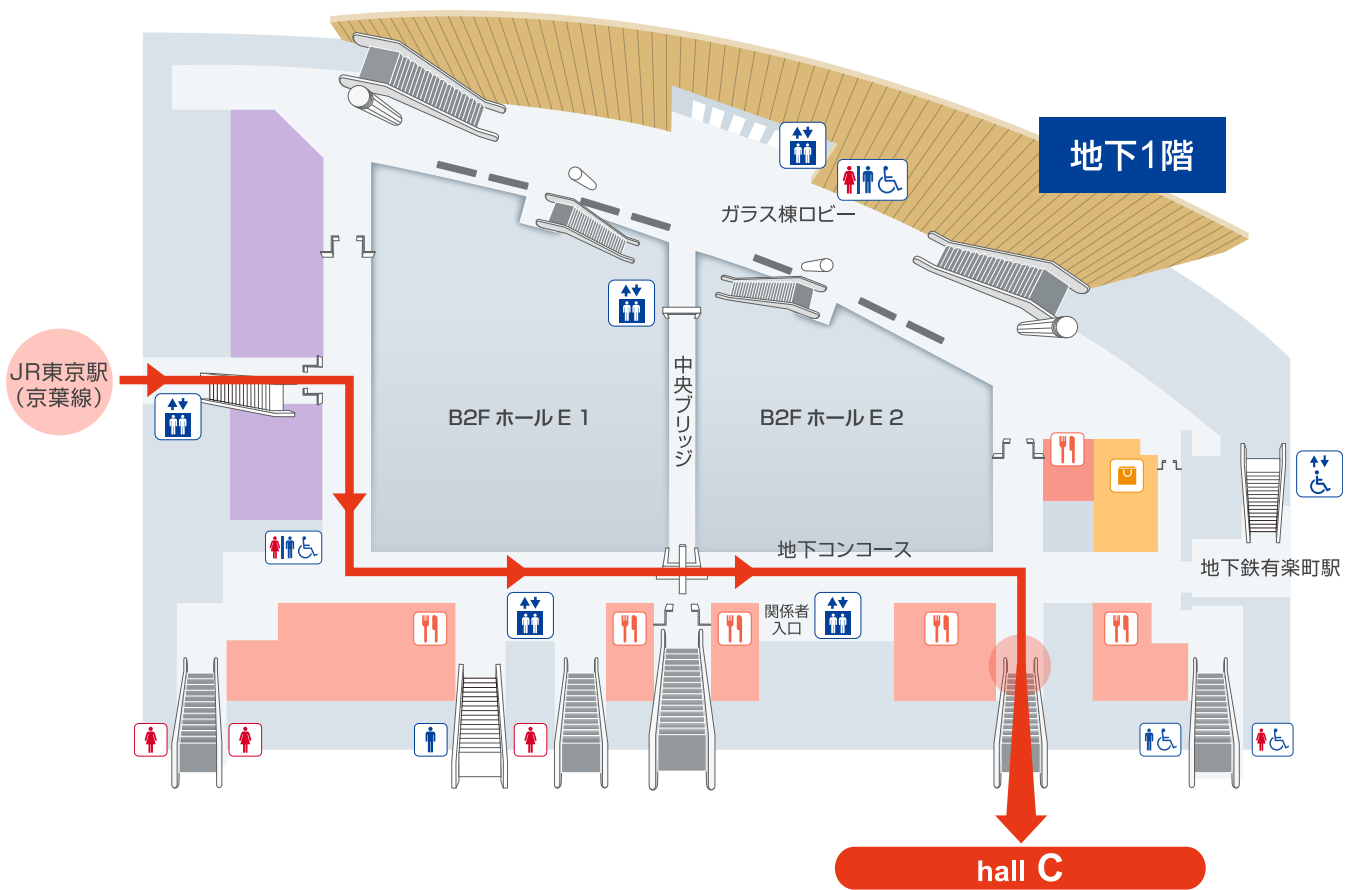 地下1階
ガラス棟ロビー
JR東京駅
(京葉線)
B2F ホール E 1
中央ブリッジ
B2F ホール E 2
地下コンコース
地下鉄有楽町駅
関係者
入口
hall C